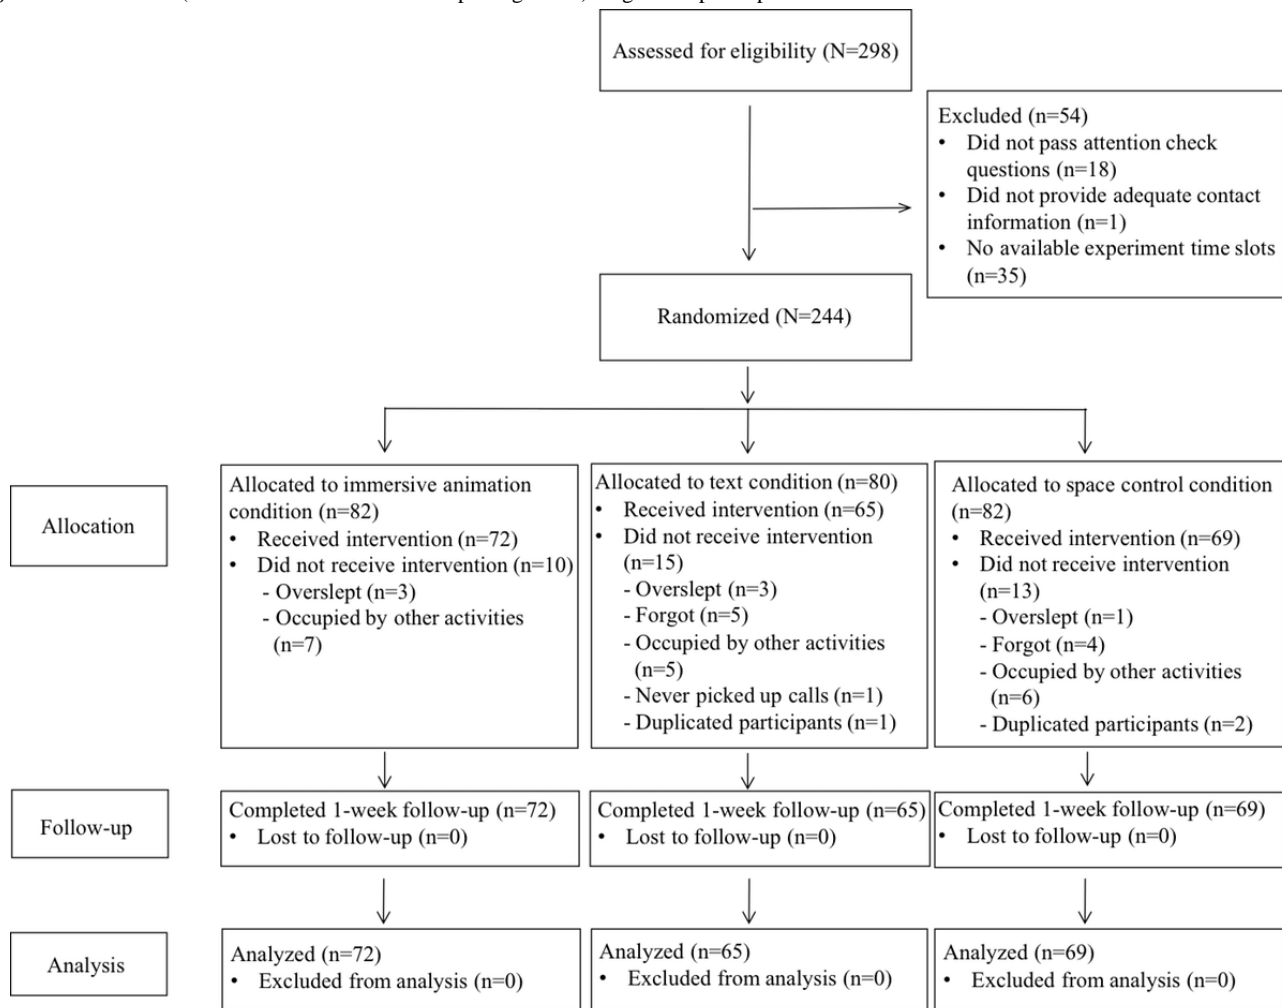 Assessed for eligibility (N=298)
Excluded (n=54)
• Did not pass attention check
questions (n=18)
• Did not provide adequate contact
information (n=1)
• No available experiment time slots
(n=35)
Randomized (N=244)
Allocation
Allocated to immersive animation
condition (n=82)
• Received intervention (n=72)
• Did not receive intervention (n=10)
- Overslept (n=3)
- Occupied by other activities
(n=7)
Allocated to text condition (n=80)
• Received intervention (n=65)
• Did not receive intervention
(n=15)
- Overslept (n=3)
- Forgot (n=5)
- Occupied by other activities
(n=5)
- Never picked up calls (n=1)
- Duplicated participants (n=1)
Allocated to space control condition
(n=82)
• Received intervention (n=69)
• Did not receive intervention
(n=13)
- Overslept (n=1)
- Forgot (n=4)
- Occupied by other activities
(n=6)
- Duplicated participants (n=2)
Follow-up
Completed 1-week follow-up (n=72)
• Lost to follow-up (n=0)
Completed 1-week follow-up (n=65)
• Lost to follow-up (n=0)
Completed 1-week follow-up (n=69)
• Lost to follow-up (n=0)
Analysis
Analyzed (n=72)
• Excluded from analysis (n=0)
Analyzed (n=65)
• Excluded from analysis (n=0)
Analyzed (n=69)
• Excluded from analysis (n=0)